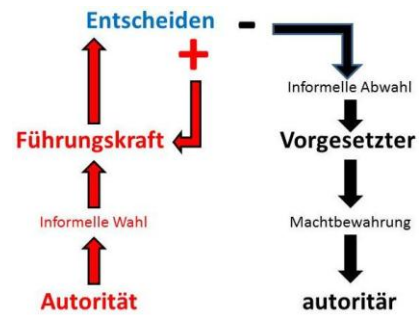 Entscheiden -
+
Informelle Abwahl
Führungskraft
Vorgesetzter
Informelle Wahl
Machtbewahrung
Autorität
autoritär